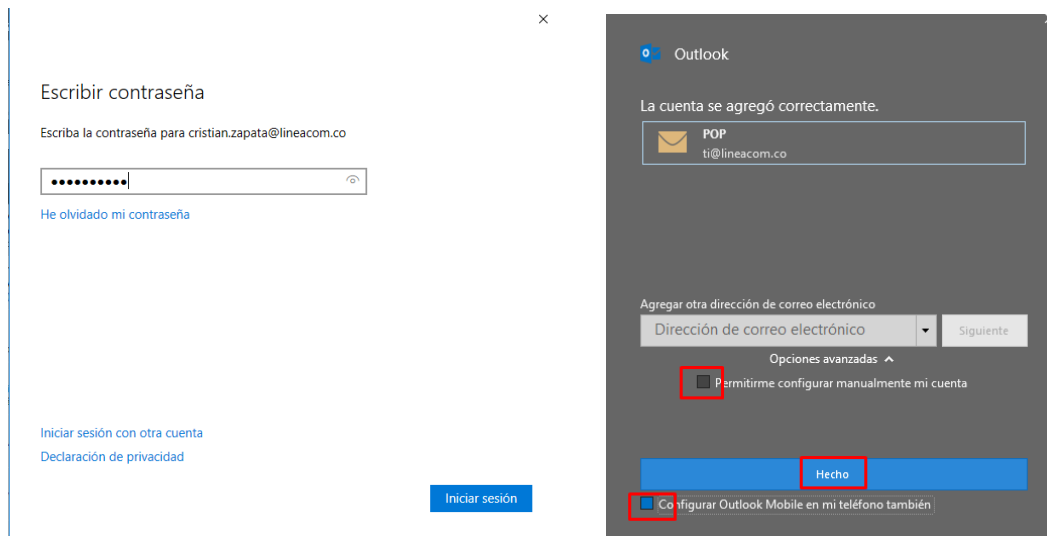 Escribir contraseña
Escriba la contraseña para cristian.zapata@lineacom.co
●●●●●●●●●●
He olvidado mi contraseña
Iniciar sesión con otra cuenta
Declaración de privacidad
Iniciar sesión
Outlook
La cuenta se agregó correctamente.
POP
ti@lineacom.co
Agregar otra dirección de correo electrónico
Dirección de correo electrónico
Siguiente
Opciones avanzadas
Permitirme configurar manualmente mi cuenta
Hecho
Configurar Outlook Mobile en mi teléfono también